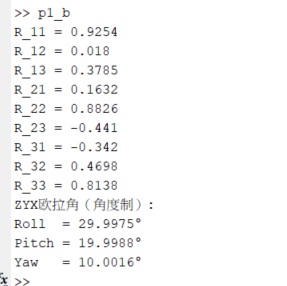 >> p1_b
R_11 = 0.9254
R_12 = 0.018
R_13 = 0.3785
R_21 = 0.1632
R_22 = 0.8826
R_23 = -0.441
R_31 = -0.342
R_32 = 0.4698
R_33 = 0.8138
ZYX欧拉角（角度制）:
Roll  = 29.9975°
Pitch = 19.9988°
Yaw   = 10.0016°
fx >>